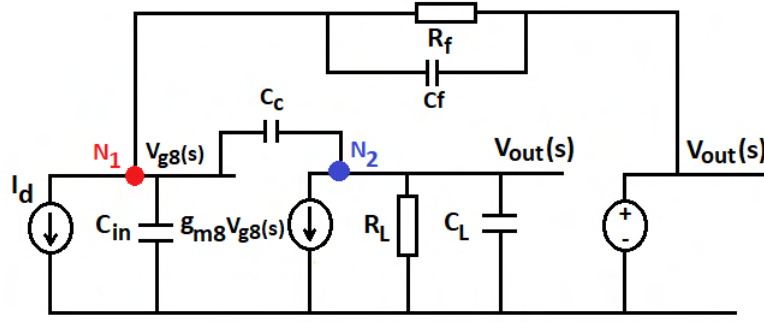 Rf
Cf
Cc
N1
Vg8(s)
N2
Vout(s)
Vout(s)
Id
Cin
gm8Vg8(s)
RL
CL
+
-